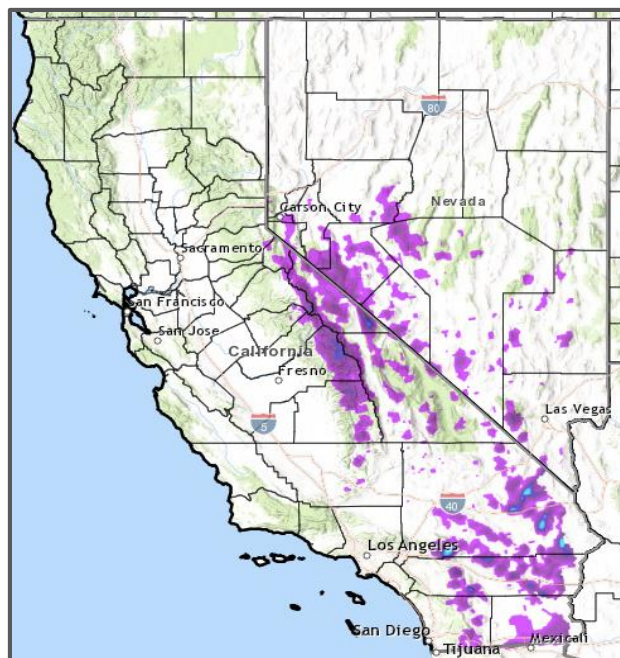 80
Nevada
Carson City
Sacramento
San Francisco
San Jose
California
Fresno
5
Las Vegas
40
Los Angeles
San Diego
Mexicali
Tijuana